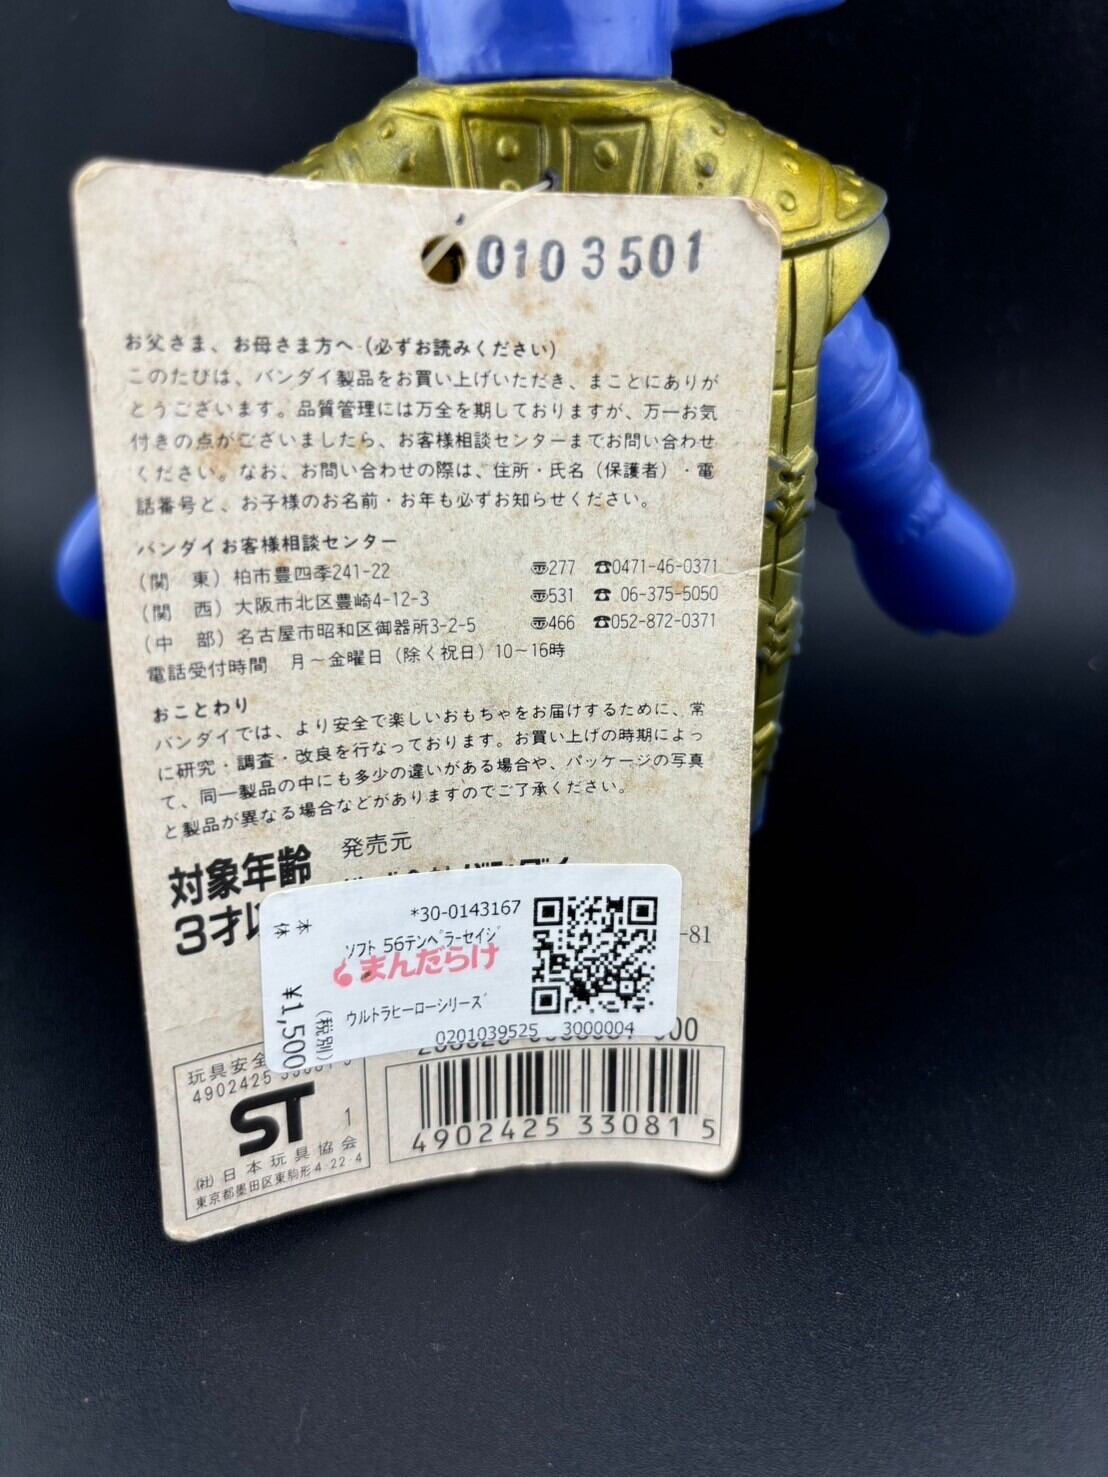 0103501
お父さま、お母さま方へ(必ずお読みください)
このたびは、バンダイ製品をお買い上げいただき、まことにありが
とうございます。品質管理には万全を期しておりますが、万一お気
付きの点がございましたら、お客様相談センターまでお問い合わせ
ください。なお、お問い合わせの際は、住所・氏名(保護者)・電
話番号と、お子様のお名前・お年も必ずお知らせください。
バンダイお客様相談センター
(関 東) 柏市豊四季241-22 〠277 ☎0471-46-0371
(関 西) 大阪市北区豊崎4-12-3 〠531 ☎06-375-5050
(中 部) 名古屋市昭和区御器所3-2-5 〠466 ☎052-872-0371
電話受付時間 月～金曜日(除く祝日)10～16時
おことわり
バンダイでは、より安全で楽しいおもちゃをお届けするために、常
に研究・調査・改良を行なっております。お買い上げの時期によっ
て、同一製品の中にも多少の違いがある場合や、パッケージの写真
と製品が異なる場合などがありますのでご了承ください。
対象年齢
3才以
発売元
-81
*30-0143167
本体
ソフト 56テンペラーセイジ
まんだらけ
ウルトラヒーローシリーズ
¥1,500
(税別)
0201039525 3000004
玩具安全
4902425
ST
1
(社)日本玩具協会
東京都墨田区東駒形4-22-4
4902425 33081 5